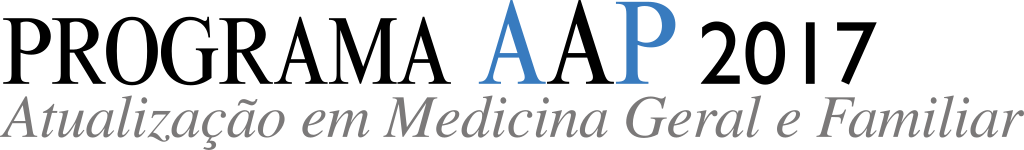 PROGRAMA AAP 2017
Atualização em Medicina Geral e Familiar